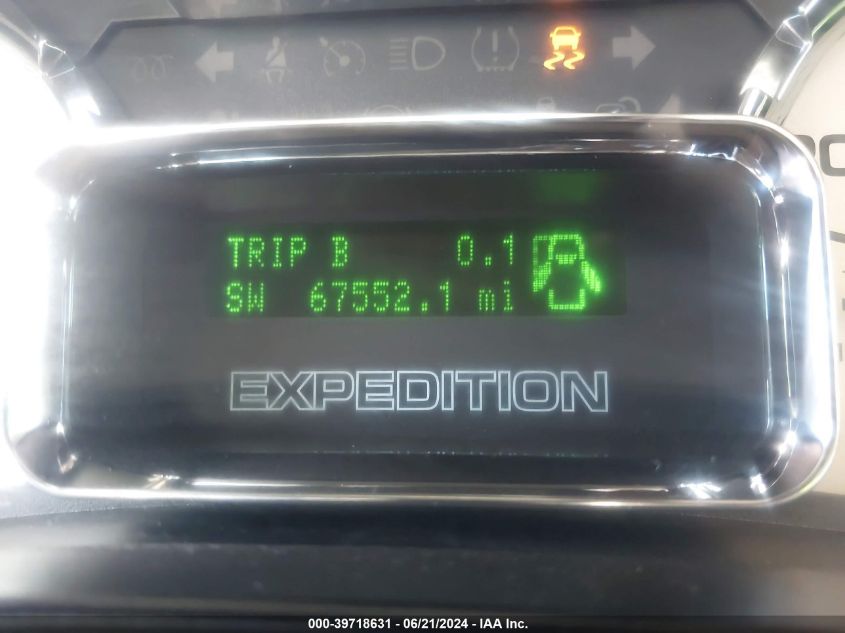 TRIP B 0.1
SW 67552.1 mi
EXPEDITION
000-39718631 - 06/21/2024 - IAA Inc.